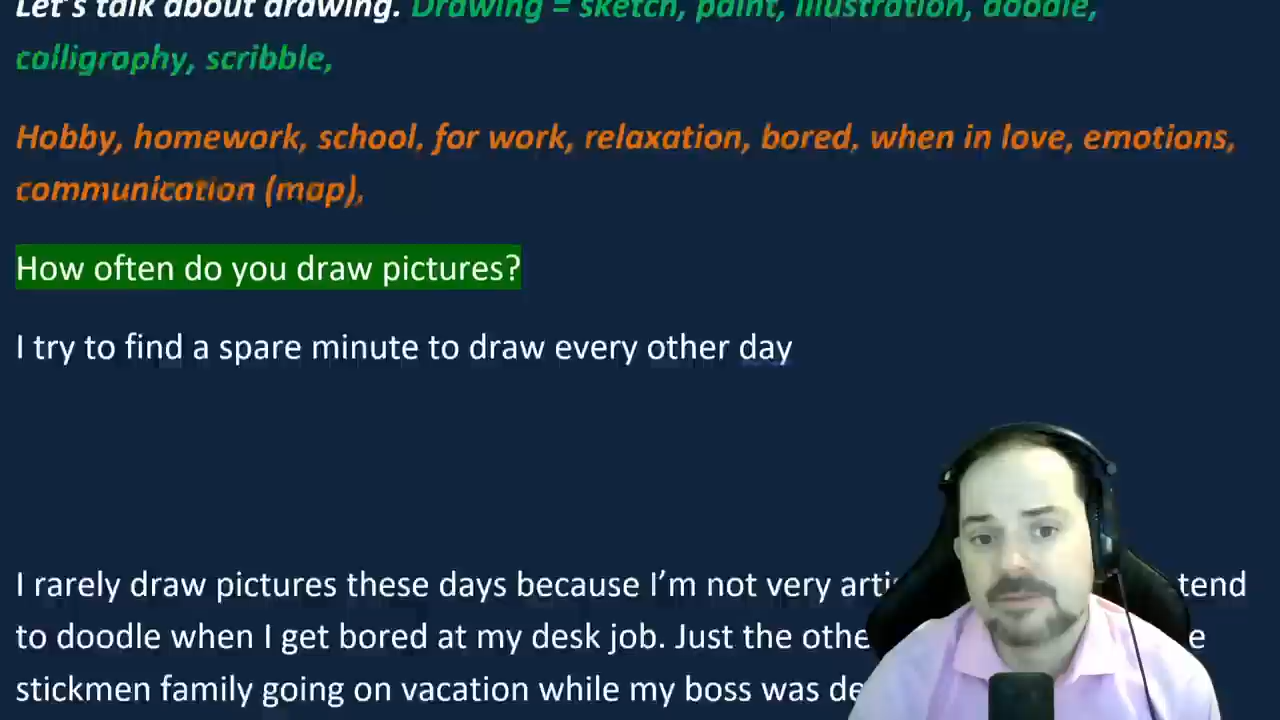 Let's talk about drawing. Drawing = sketch, paint, illustration, doodle,
calligraphy, scribble,
Hobby, homework, school, for work, relaxation, bored, when in love, emotions,
communication (map),
How often do you draw pictures?
I try to find a spare minute to draw every other day
I rarely draw pictures these days because I'm not very tend
to doodle when I get bored at my desk job. Just the
stickmen family going on vacation while my boss was